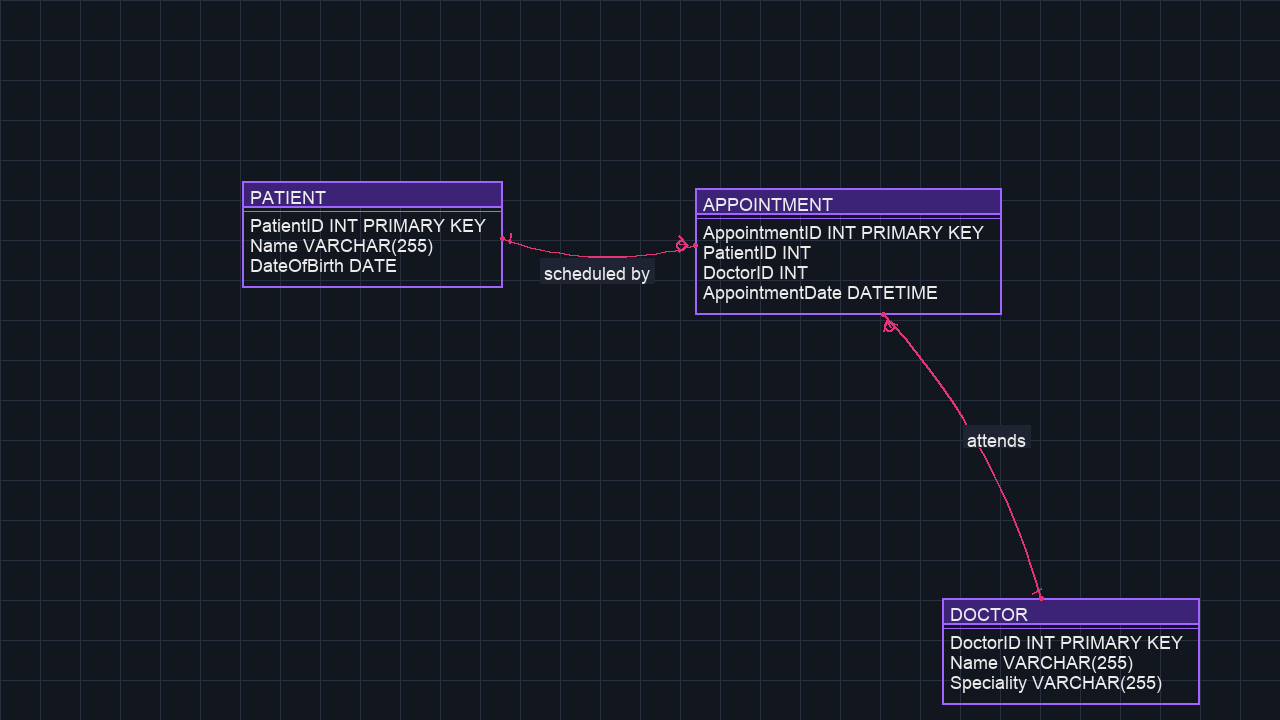 PATIENT
PatientID INT PRIMARY KEY
Name VARCHAR(255)
DateOfBirth DATE
scheduled by
APPOINTMENT
AppointmentID INT PRIMARY KEY
PatientID INT
DoctorID INT
AppointmentDate DATETIME
attends
DOCTOR
DoctorID INT PRIMARY KEY
Name VARCHAR(255)
Speciality VARCHAR(255)